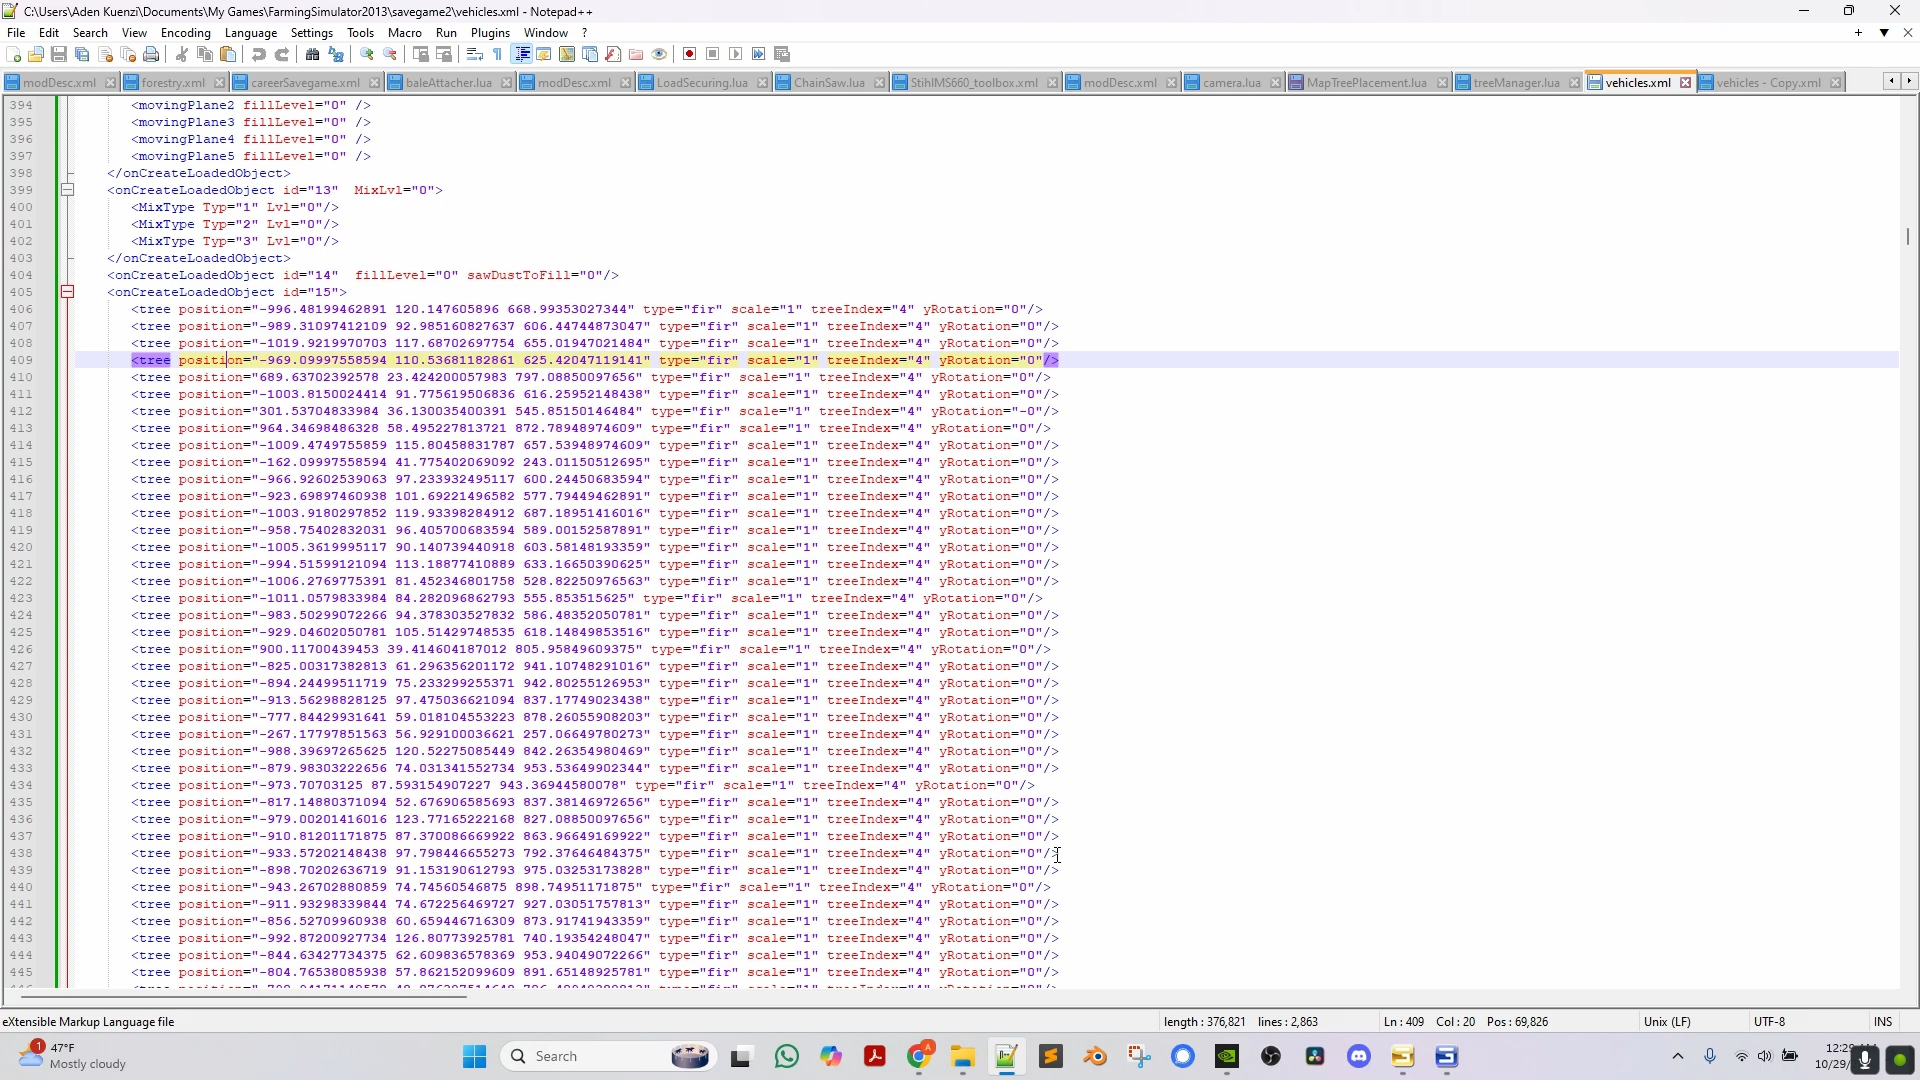 C:\Users\Aden Kuenzi\Documents\My Games\FarmingSimulator2013\savegame2\vehicles.xml - Notepad++
File Edit Search View Encoding Language Settings Tools Macro Run Plugins Window ?
modDesc.xml forestry.xml careerSavegame.xml baleAttacher.lua modDesc.xml LoadSecuring.lua ChainSaw.lua StihlMS660_toolbox.xml modDesc.xml camera.lua MapTreePlacement.lua treeManager.lua vehicles.xml vehicles - Copy.xml
394 <movingPlane2 fillLevel="0" />
395 <movingPlane3 fillLevel="0" />
396 <movingPlane4 fillLevel="0" />
397 <movingPlane5 fillLevel="0" />
398 </onCreateLoadedObject>
399 <onCreateLoadedObject id="13"  MixLvl="0">
400 <MixType Typ="1" Lvl="0"/>
401 <MixType Typ="2" Lvl="0"/>
402 <MixType Typ="3" Lvl="0"/>
403 </onCreateLoadedObject>
404 <onCreateLoadedObject id="14"  fillLevel="0" sawDustToFill="0"/>
405 <onCreateLoadedObject id="15">
406 <tree position="-996.48199462891 120.147605896 668.99353027344" type="fir" scale="1" treeIndex="4" yRotation="0"/>
407 <tree position="-989.31097412109 92.985160827637 606.44744873047" type="fir" scale="1" treeIndex="4" yRotation="0"/>
408 <tree position="-1019.9219970703 117.68702697754 655.01947021484" type="fir" scale="1" treeIndex="4" yRotation="0"/>
409 <tree position="-969.09997558594 110.53681182861 625.42047119141" type="fir" scale="1" treeIndex="4" yRotation="0"/>
410 <tree position="689.63702392578 23.424200057983 797.08850097656" type="fir" scale="1" treeIndex="4" yRotation="0"/>
411 <tree position="-1003.8150024414 91.775619506836 616.25952148438" type="fir" scale="1" treeIndex="4" yRotation="0"/>
412 <tree position="301.53704833984 36.130035400391 545.85150146484" type="fir" scale="1" treeIndex="4" yRotation="-0"/>
413 <tree position="964.34698486328 58.495227813721 872.78948974609" type="fir" scale="1" treeIndex="4" yRotation="0"/>
414 <tree position="-1009.4749755859 115.80458831787 657.53948974609" type="fir" scale="1" treeIndex="4" yRotation="0"/>
415 <tree position="-162.09997558594 41.775402069092 243.01150512695" type="fir" scale="1" treeIndex="4" yRotation="0"/>
416 <tree position="-966.92602539063 97.233932495117 600.24450683594" type="fir" scale="1" treeIndex="4" yRotation="0"/>
417 <tree position="-923.69897460938 101.69221496582 577.79449462891" type="fir" scale="1" treeIndex="4" yRotation="0"/>
418 <tree position="-1003.9180297852 119.93398284912 687.18951416016" type="fir" scale="1" treeIndex="4" yRotation="0"/>
419 <tree position="-958.75402832031 96.405700683594 589.00152587891" type="fir" scale="1" treeIndex="4" yRotation="0"/>
420 <tree position="-1005.3619995117 90.140739440918 603.58148193359" type="fir" scale="1" treeIndex="4" yRotation="0"/>
421 <tree position="-994.51599121094 113.18877410889 633.16650390625" type="fir" scale="1" treeIndex="4" yRotation="0"/>
422 <tree position="-1006.2769775391 81.452346801758 528.82250976563" type="fir" scale="1" treeIndex="4" yRotation="0"/>
423 <tree position="-1011.0579833984 84.282096862793 555.853515625" type="fir" scale="1" treeIndex="4" yRotation="0"/>
424 <tree position="-983.50299072266 94.378303527832 586.48352050781" type="fir" scale="1" treeIndex="4" yRotation="0"/>
425 <tree position="-929.04602050781 105.51429748535 618.14849853516" type="fir" scale="1" treeIndex="4" yRotation="0"/>
426 <tree position="900.11700439453 39.414604187012 805.95849609375" type="fir" scale="1" treeIndex="4" yRotation="0"/>
427 <tree position="-825.00317382813 61.296356201172 941.10748291016" type="fir" scale="1" treeIndex="4" yRotation="0"/>
428 <tree position="-894.24499511719 75.233299255371 942.80255126953" type="fir" scale="1" treeIndex="4" yRotation="0"/>
429 <tree position="-913.56298828125 97.475036621094 837.17749023438" type="fir" scale="1" treeIndex="4" yRotation="0"/>
430 <tree position="-777.84429931641 59.018104553223 878.26055908203" type="fir" scale="1" treeIndex="4" yRotation="0"/>
431 <tree position="-267.17797851563 56.929100036621 257.06649780273" type="fir" scale="1" treeIndex="4" yRotation="0"/>
432 <tree position="-988.39697265625 120.52275085449 842.26354980469" type="fir" scale="1" treeIndex="4" yRotation="0"/>
433 <tree position="-879.98303222656 74.031341552734 953.53649902344" type="fir" scale="1" treeIndex="4" yRotation="0"/>
434 <tree position="-973.70703125 87.593154907227 943.36944580078" type="fir" scale="1" treeIndex="4" yRotation="0"/>
435 <tree position="-817.14880371094 52.676906585693 837.38146972656" type="fir" scale="1" treeIndex="4" yRotation="0"/>
436 <tree position="-979.00201416016 123.77165222168 827.08850097656" type="fir" scale="1" treeIndex="4" yRotation="0"/>
437 <tree position="-910.81201171875 87.370086669922 863.96649169922" type="fir" scale="1" treeIndex="4" yRotation="0"/>
438 <tree position="-933.57202148438 97.798446655273 792.37646484375" type="fir" scale="1" treeIndex="4" yRotation="0"/>
439 <tree position="-898.70202636719 91.153190612793 975.03253173828" type="fir" scale="1" treeIndex="4" yRotation="0"/>
440 <tree position="-943.26702880859 74.74560546875 898.74951171875" type="fir" scale="1" treeIndex="4" yRotation="0"/>
441 <tree position="-911.93298339844 74.672256469727 927.03051757813" type="fir" scale="1" treeIndex="4" yRotation="0"/>
442 <tree position="-856.52709960938 60.659446716309 873.91741943359" type="fir" scale="1" treeIndex="4" yRotation="0"/>
443 <tree position="-992.87200927734 126.80773925781 740.19354248047" type="fir" scale="1" treeIndex="4" yRotation="0"/>
444 <tree position="-844.63427734375 62.609836578369 953.94049072266" type="fir" scale="1" treeIndex="4" yRotation="0"/>
445 <tree position="-804.76538085938 57.862152099609 891.65148925781" type="fir" scale="1" treeIndex="4" yRotation="0"/>
eXtensible Markup Language file length : 376,821 lines : 2,863 Ln : 409 Col : 20 Pos : 69,826 Unix (LF) UTF-8 INS
1 47°F
Mostly cloudy
Search
12:29
10/29/